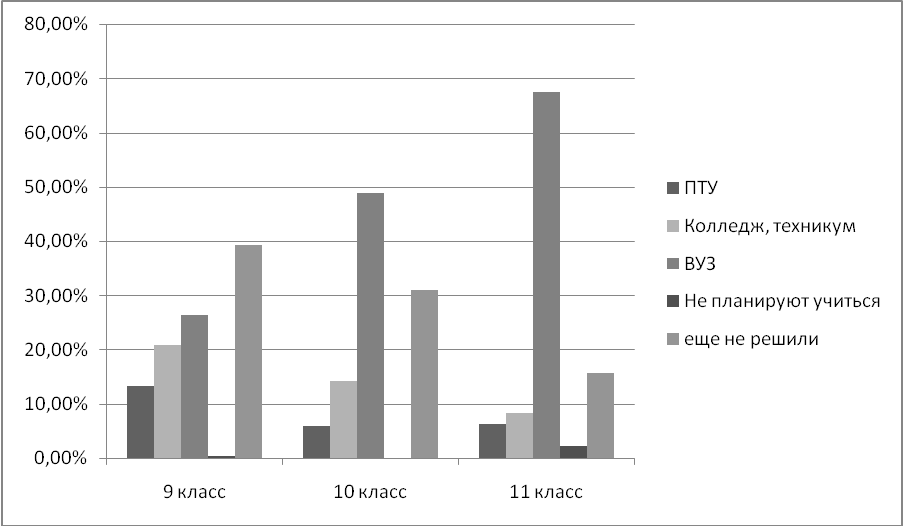 80,00%
70,00%
60,00%
50,00%
40,00%
30,00%
20,00%
10,00%
0,00%
9 класс
10 класс
11 класс
ПТУ
Колледж, техникум
ВУЗ
Не планируют учиться
еще не решили